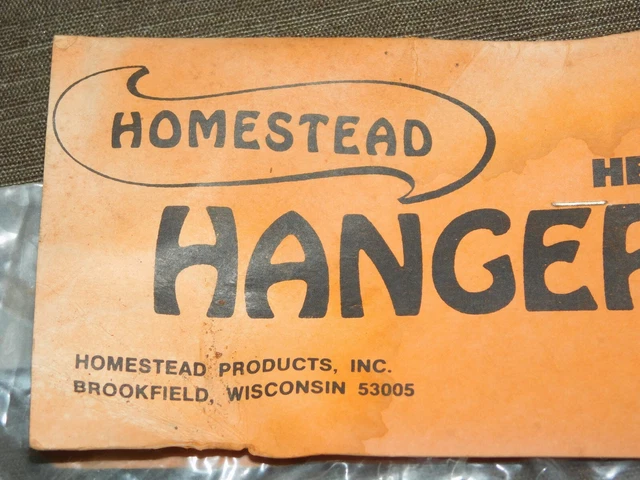 HOMESTEAD
HANGER
HOMESTEAD PRODUCTS, INC.
BROOKFIELD, WISCONSIN 53005